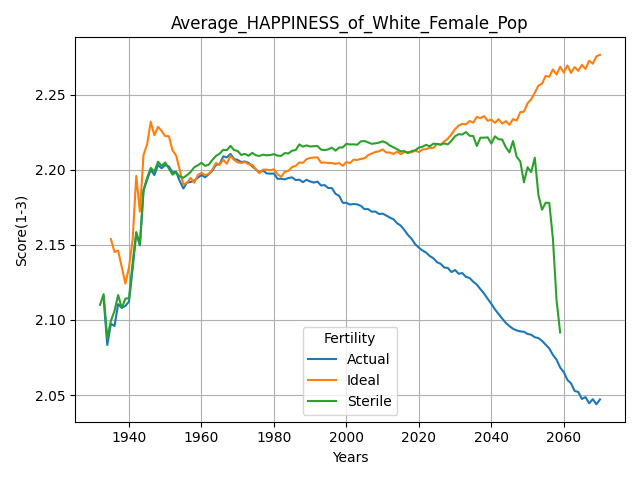 Average_HAPPINESS_of_White_Female_Pop
Score(1-3)
2.25
2.20
2.15
2.10
2.05
Fertility
Actual
Ideal
Sterile
1940 1960 1980 2000 2020 2040 2060
Years